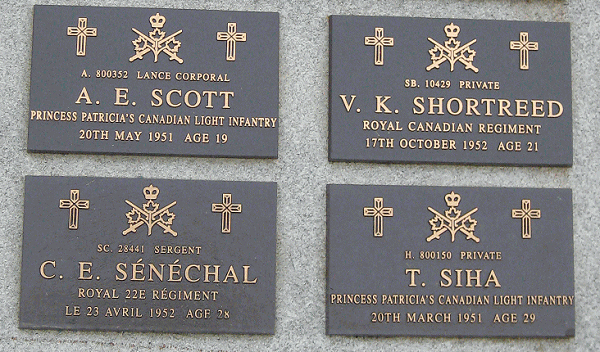 A. 800352 LANCE CORPORAL
A. E. SCOTT
PRINCESS PATRICIA'S CANADIAN LIGHT INFANTRY
20TH MAY 1951 AGE 19
SB. 10429 PRIVATE
V. K. SHORTREED
ROYAL CANADIAN REGIMENT
17TH OCTOBER 1952 AGE 21
SC. 28441 SERGENT
C. E. SÉNÉCHAL
ROYAL 22E RÉGIMENT
LE 23 AVRIL 1952 AGE 28
H. 800150 PRIVATE
T. SIHA
PRINCESS PATRICIA'S CANADIAN LIGHT INFANTRY
20TH MARCH 1951 AGE 29